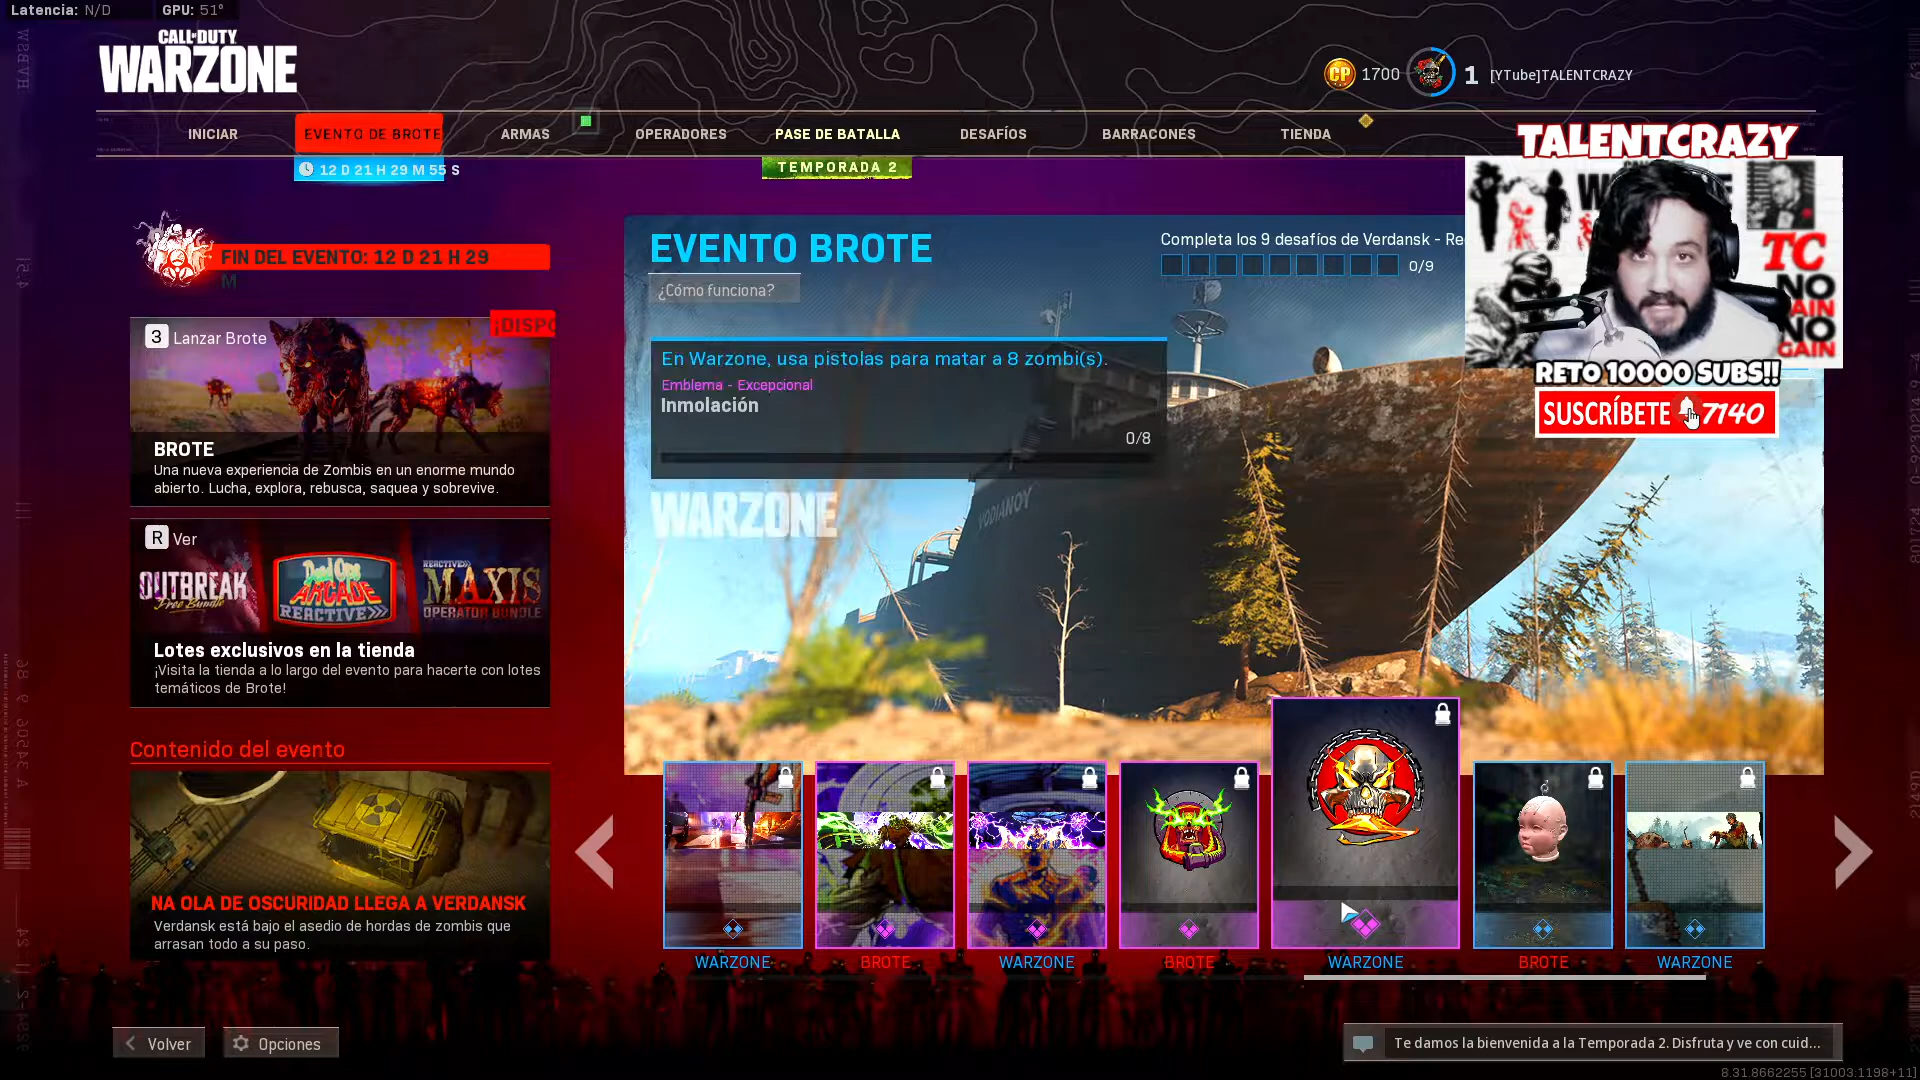 Latencia: N/D
GPU: 51°
CALL OF DUTY
WARZONE
CP 1700
1 [YTube]TALENTCRAZY
INICIAR
EVENTO DE BROTE
ARMAS
OPERADORES
PASE DE BATALLA
DESAFÍOS
BARRACONES
TIENDA
12 D 21 H 29 M 55 S
TEMPORADA 2
TALENTCRAZY
TC
NO
GAIN
NO
GAIN
RETO 10000 SUBS!!
SUSCRÍBETE 7140
FIN DEL EVENTO: 12 D 21 H 29
M
3 Lanzar Brote
¡DISPO
BROTE
Una nueva experiencia de Zombis en un enorme mundo
abierto. Lucha, explora, rebusca, saquea y sobrevive.
R Ver
OUTBREAK
Free Bundle
Dead Ops
ARCADE
REACTIVE
REACTIVE
MAXIS
OPERATOR BUNDLE
Lotes exclusivos en la tienda
¡Visita la tienda a lo largo del evento para hacerte con lotes
temáticos de Brote!
Contenido del evento
NA OLA DE OSCURIDAD LLEGA A VERDANSK
Verdansk está bajo el asedio de hordas de zombis que
arrasan todo a su paso.
EVENTO BROTE
¿Cómo funciona?
Completa los 9 desafíos de Verdansk - Re
0/9
En Warzone, usa pistolas para matar a 8 zombi(s).
Emblema - Excepcional
Inmolación
0/8
WARZONE
VODIANOY
WARZONE
BROTE
WARZONE
BROTE
WARZONE
BROTE
WARZONE
Volver
Opciones
Te damos la bienvenida a la Temporada 2. Disfruta y ve con cuid...
8.31.8662255 [31003:1198+11]